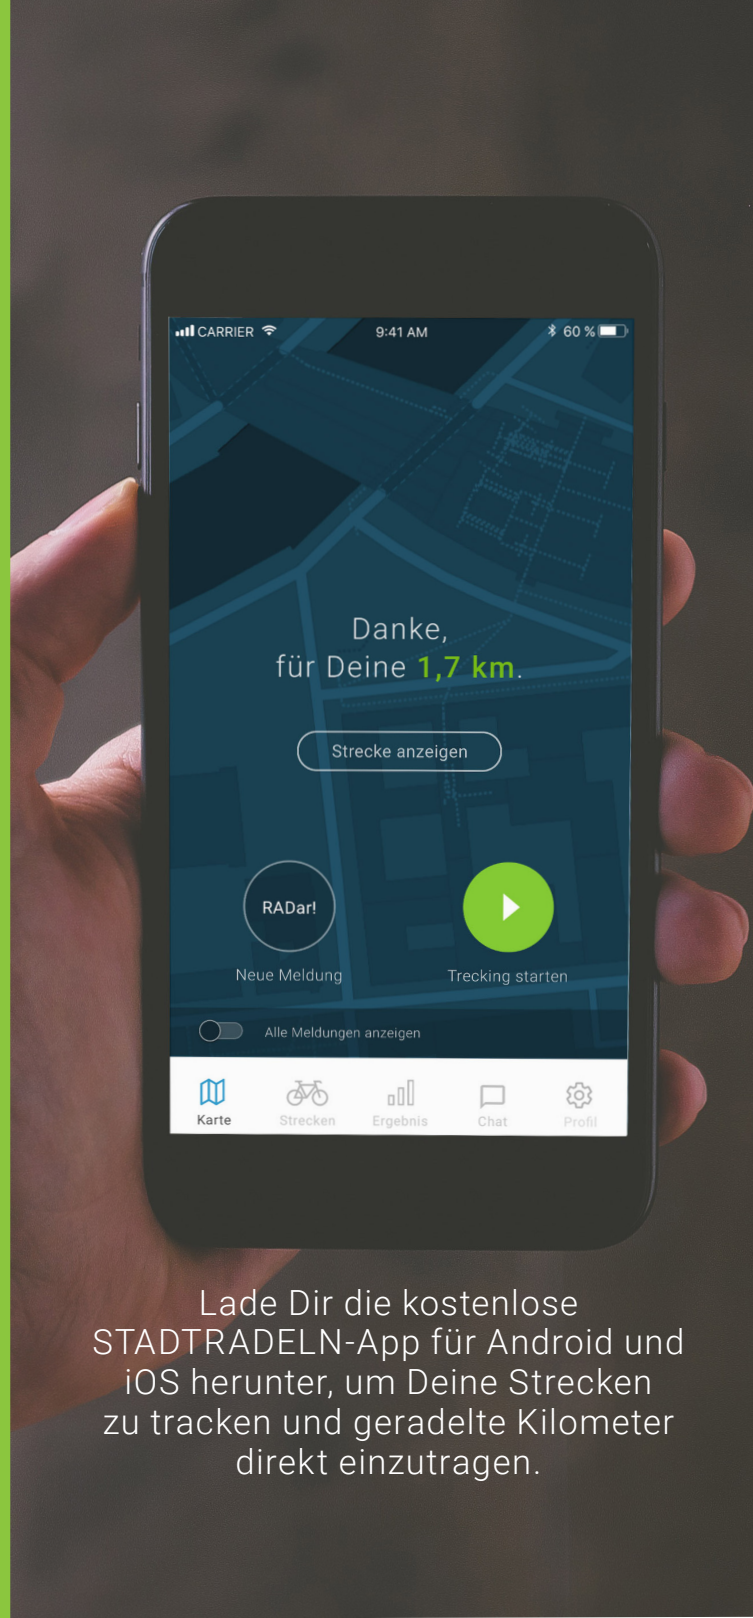 CARRIER 9:41 AM 60 %
Danke,
für Deine 1,7 km.
Strecke anzeigen
RADar!
Neue Meldung Trecking starten
Alle Meldungen anzeigen
Karte Strecken Ergebnis Chat Profil
Lade Dir die kostenlose
STADTRADELN-App für Android und
iOS herunter, um Deine Strecken
zu tracken und geradelte Kilometer
direkt einzutragen.